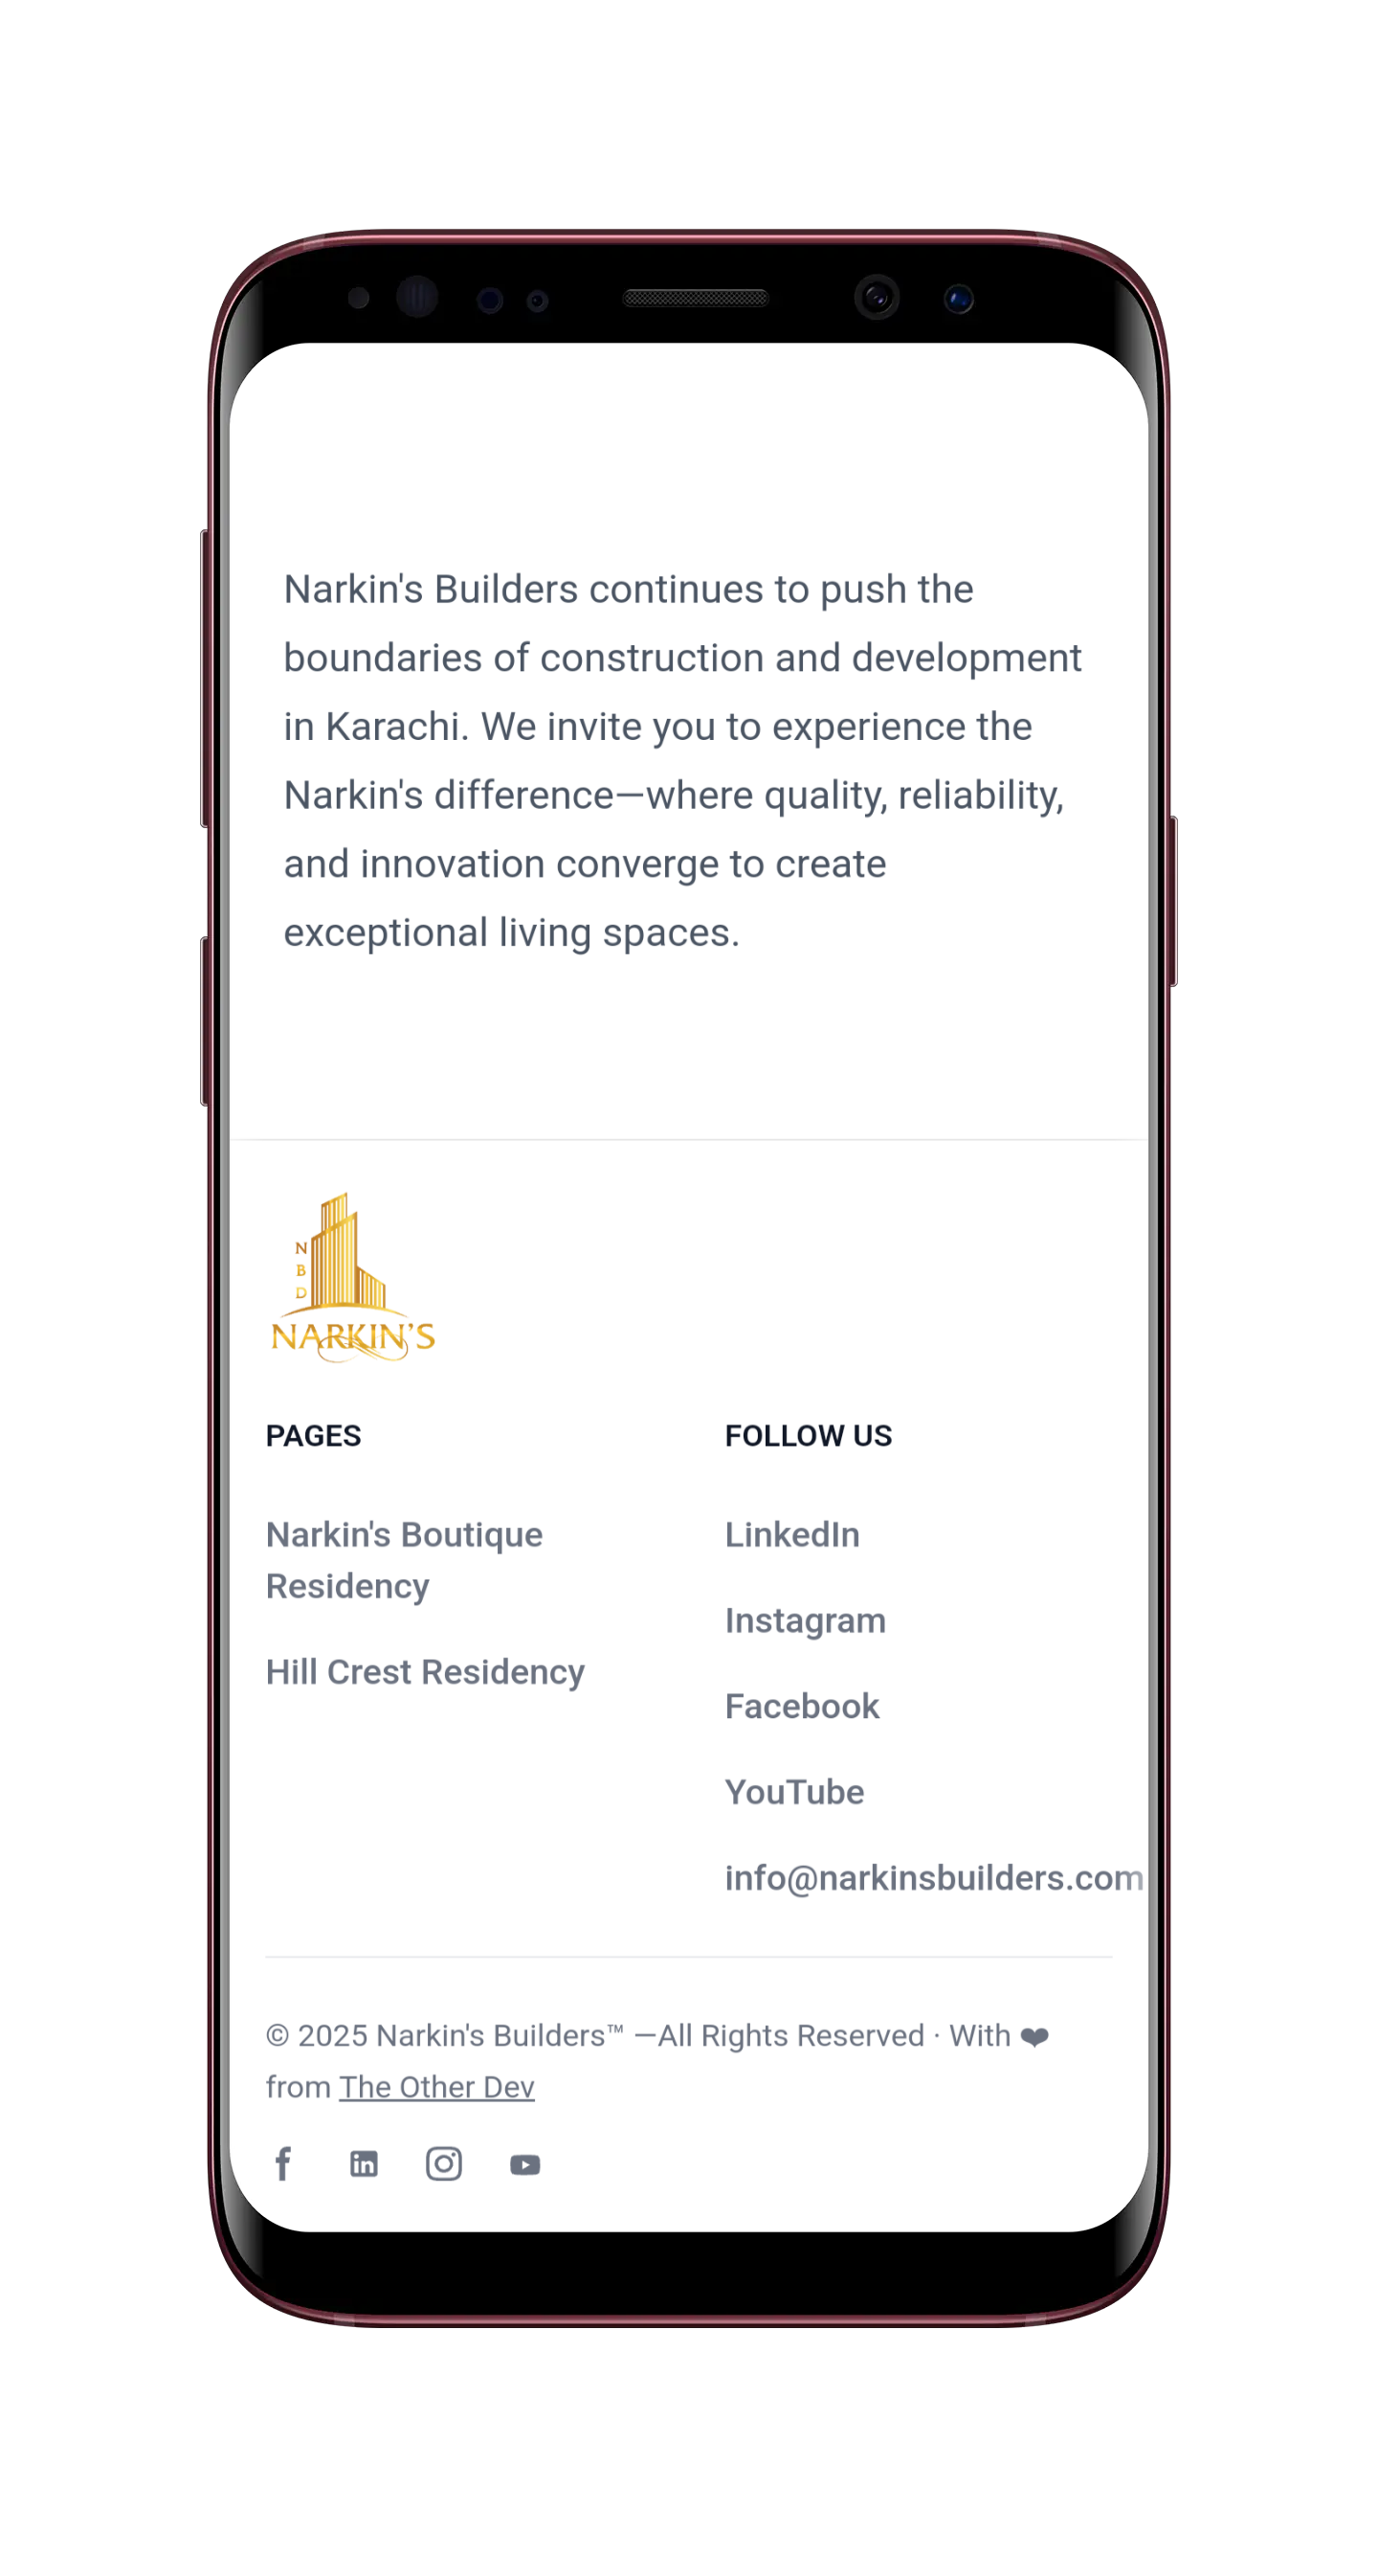 Narkin's Builders continues to push the
boundaries of construction and development
in Karachi. We invite you to experience the
Narkin's difference—where quality, reliability,
and innovation converge to create
exceptional living spaces.
N
B
D
NARKIN'S
PAGES
Narkin's Boutique
Residency
Hill Crest Residency
FOLLOW US
LinkedIn
Instagram
Facebook
YouTube
info@narkinsbuilders.com
© 2025 Narkin's Builders™ —All Rights Reserved · With ❤
from The Other Dev